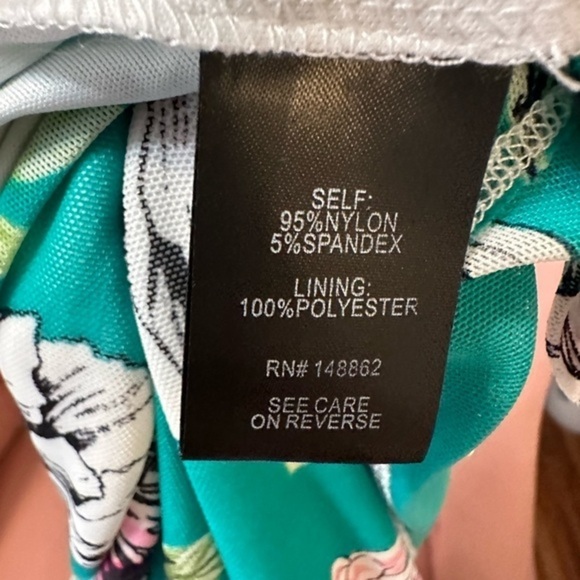 SELF:
95%NYLON
5%SPANDEX
LINING:
100%POLYESTER
RN# 148862
SEE CARE
ON REVERSE